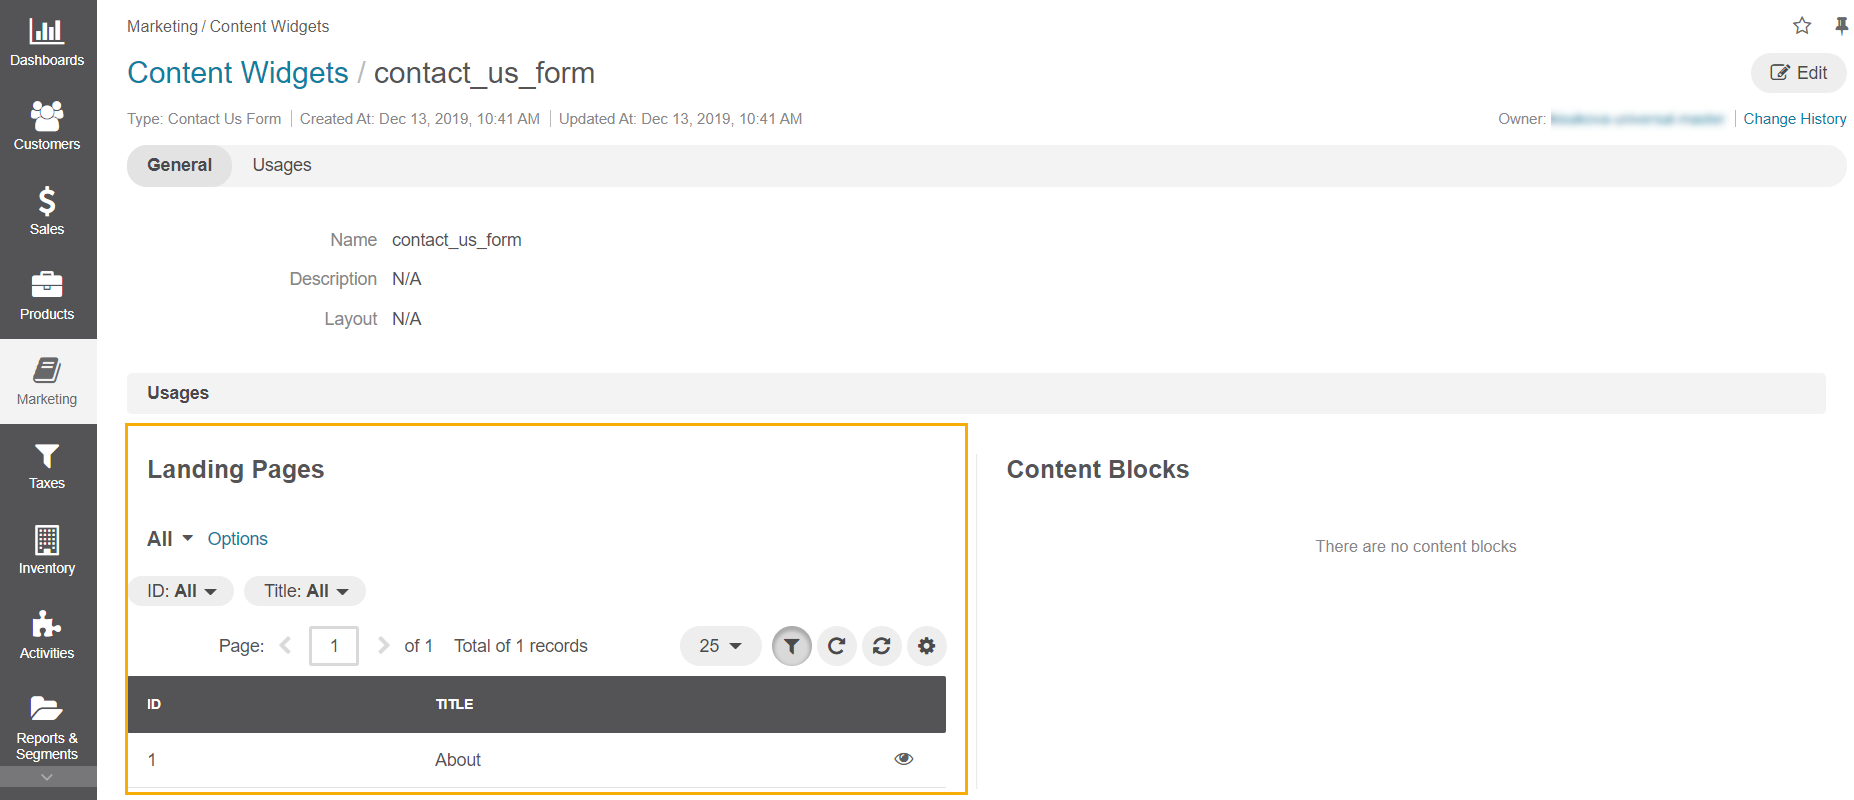 Dashboards
Customers
Sales
Products
Marketing
Taxes
Inventory
Activities
Reports &
Segments
Marketing / Content Widgets
Content Widgets / contact_us_form
Edit
Type: Contact Us Form | Created At: Dec 13, 2019, 10:41 AM | Updated At: Dec 13, 2019, 10:41 AM
Owner: | Change History
General Usages
Name contact_us_form
Description N/A
Layout N/A
Usages
Landing Pages
All Options
ID: All Title: All
Page: 1 of 1 Total of 1 records 25
ID TITLE
1 About
Content Blocks
There are no content blocks